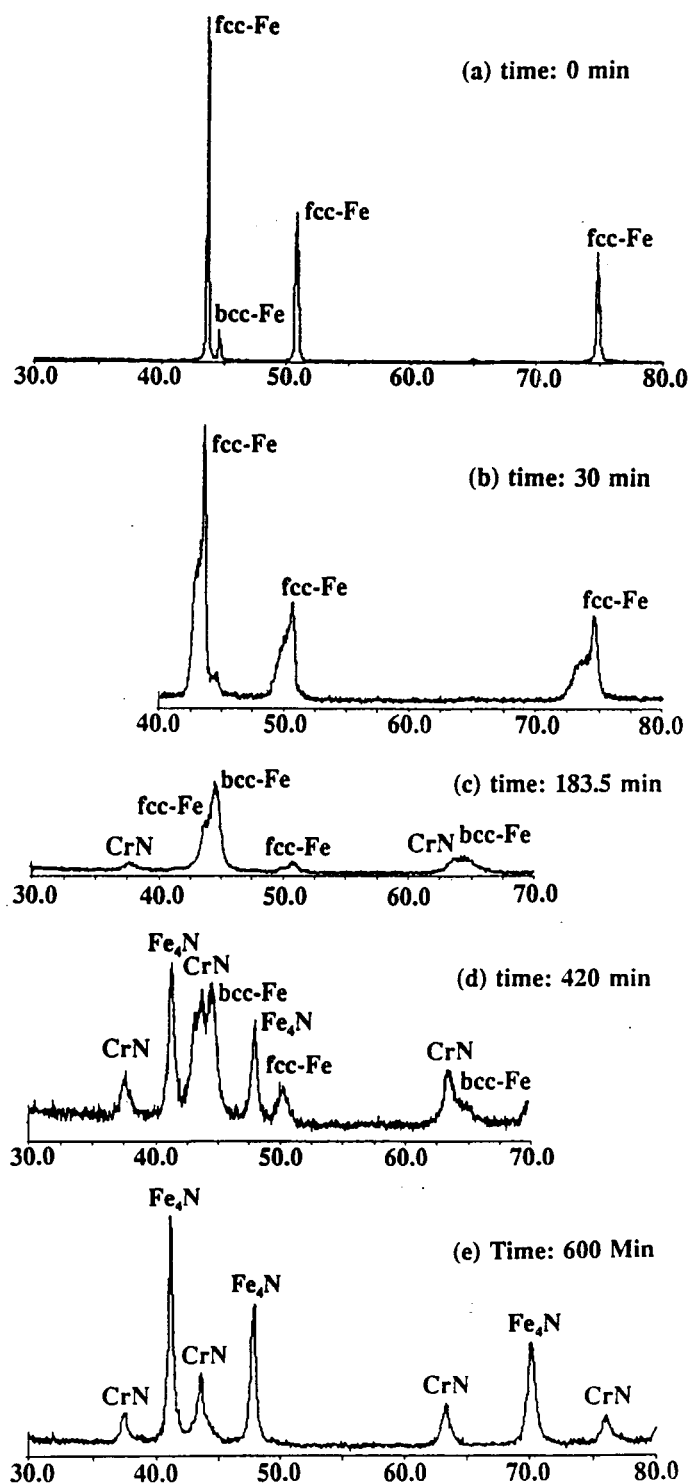 fcc-Fe
(a) time: 0 min
fcc-Fe
fcc-Fe
bcc-Fe
30.0 40.0 50.0 60.0 70.0 80.0
fcc-Fe
(b) time: 30 min
fcc-Fe
fcc-Fe
40.0 50.0 60.0 70.0 80.0
(c) time: 183.5 min
bcc-Fe
fcc-Fe
CrN
fcc-Fe
CrN
bcc-Fe
30.0 40.0 50.0 60.0 70.0
Fe₄N
(d) time: 420 min
CrN
bcc-Fe
Fe₄N
CrN
fcc-Fe
CrN
bcc-Fe
30.0 40.0 50.0 60.0 70.0
Fe₄N
(e) Time: 600 Min
Fe₄N
Fe₄N
CrN
CrN
CrN
CrN
30.0 40.0 50.0 60.0 70.0 80.0